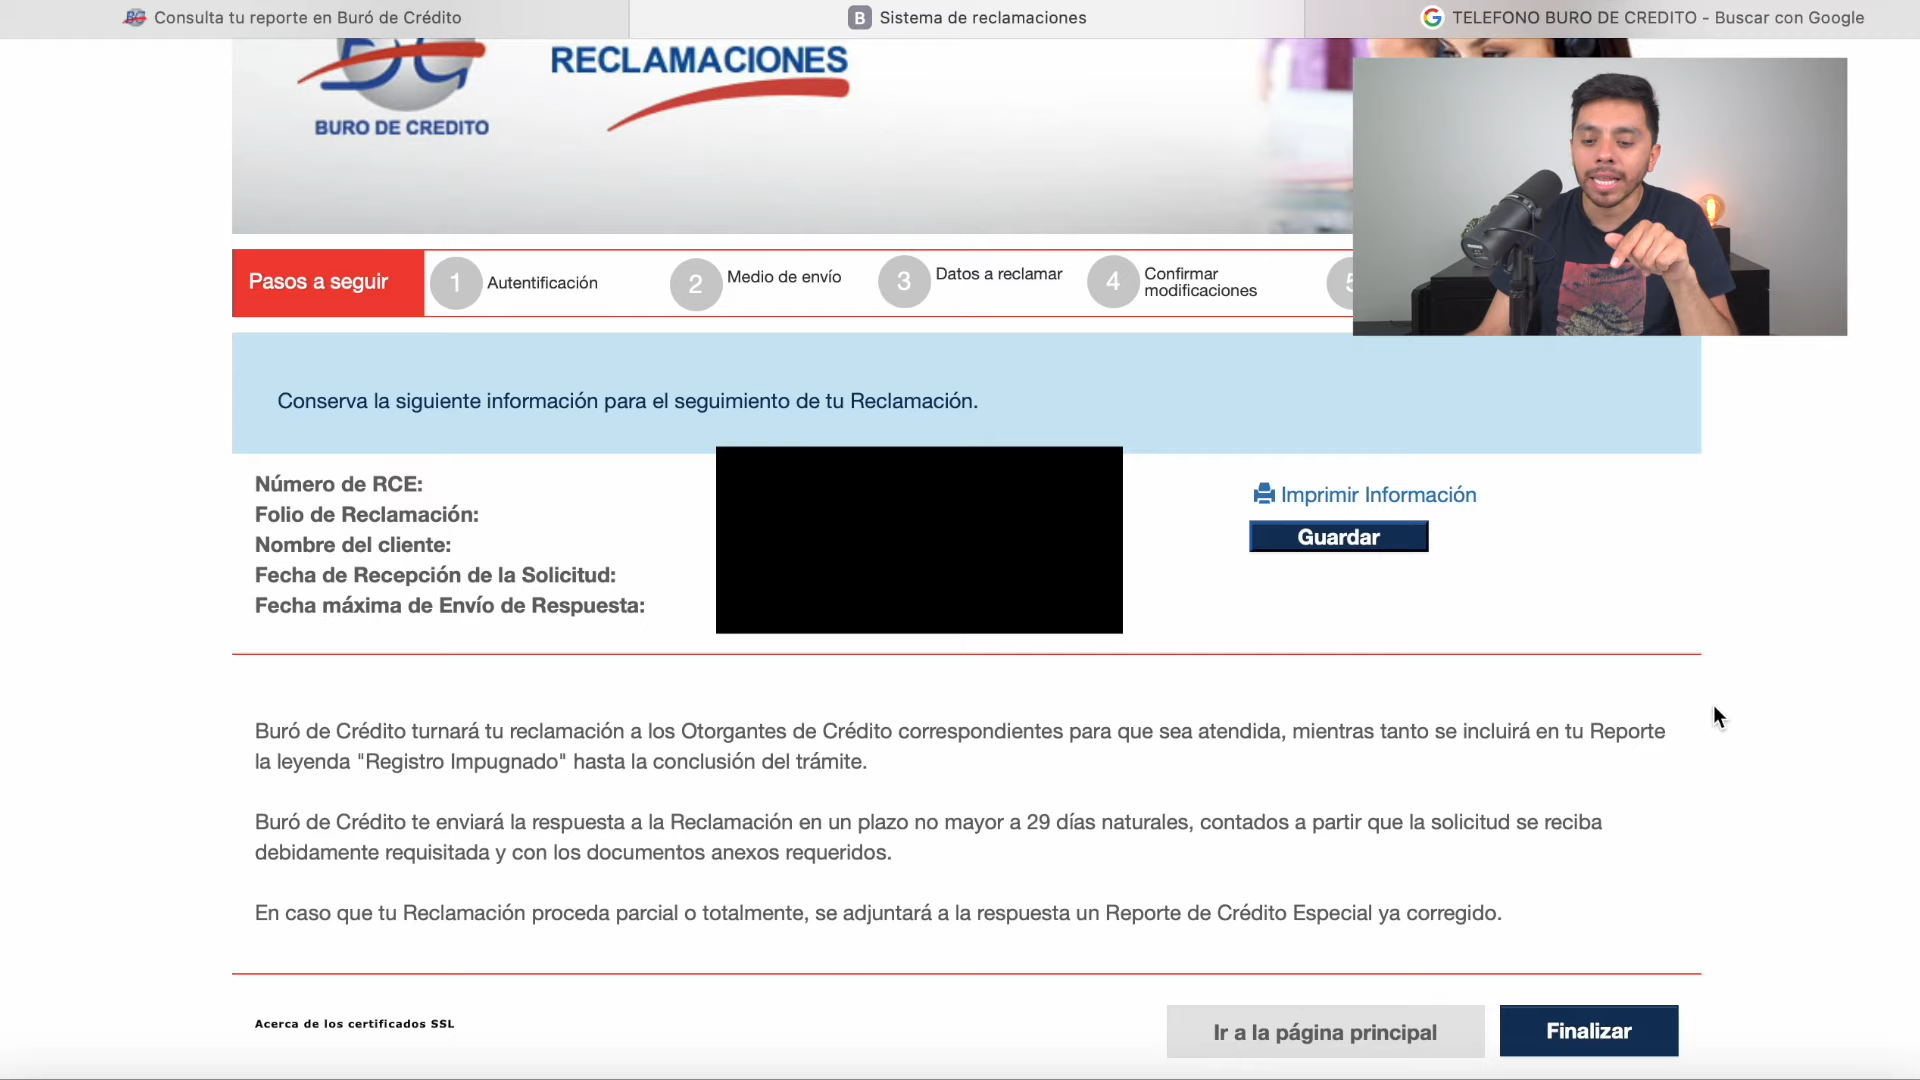 Consulta tu reporte en Buró de Crédito
B Sistema de reclamaciones
TELEFONO BURO DE CREDITO - Buscar con Google
BURO DE CREDITO
RECLAMACIONES
Pasos a seguir
1 Autentificación
2 Medio de envío
3 Datos a reclamar
4 Confirmar
modificaciones
5
Conserva la siguiente información para el seguimiento de tu Reclamación.
Número de RCE:
Folio de Reclamación:
Nombre del cliente:
Fecha de Recepción de la Solicitud:
Fecha máxima de Envío de Respuesta:
Imprimir Información
Guardar
Buró de Crédito turnará tu reclamación a los Otorgantes de Crédito correspondientes para que sea atendida, mientras tanto se incluirá en tu Reporte
la leyenda "Registro Impugnado" hasta la conclusión del trámite.
Buró de Crédito te enviará la respuesta a la Reclamación en un plazo no mayor a 29 días naturales, contados a partir que la solicitud se reciba
debidamente requisitada y con los documentos anexos requeridos.
En caso que tu Reclamación proceda parcial o totalmente, se adjuntará a la respuesta un Reporte de Crédito Especial ya corregido.
Acerca de los certificados SSL
Ir a la página principal
Finalizar